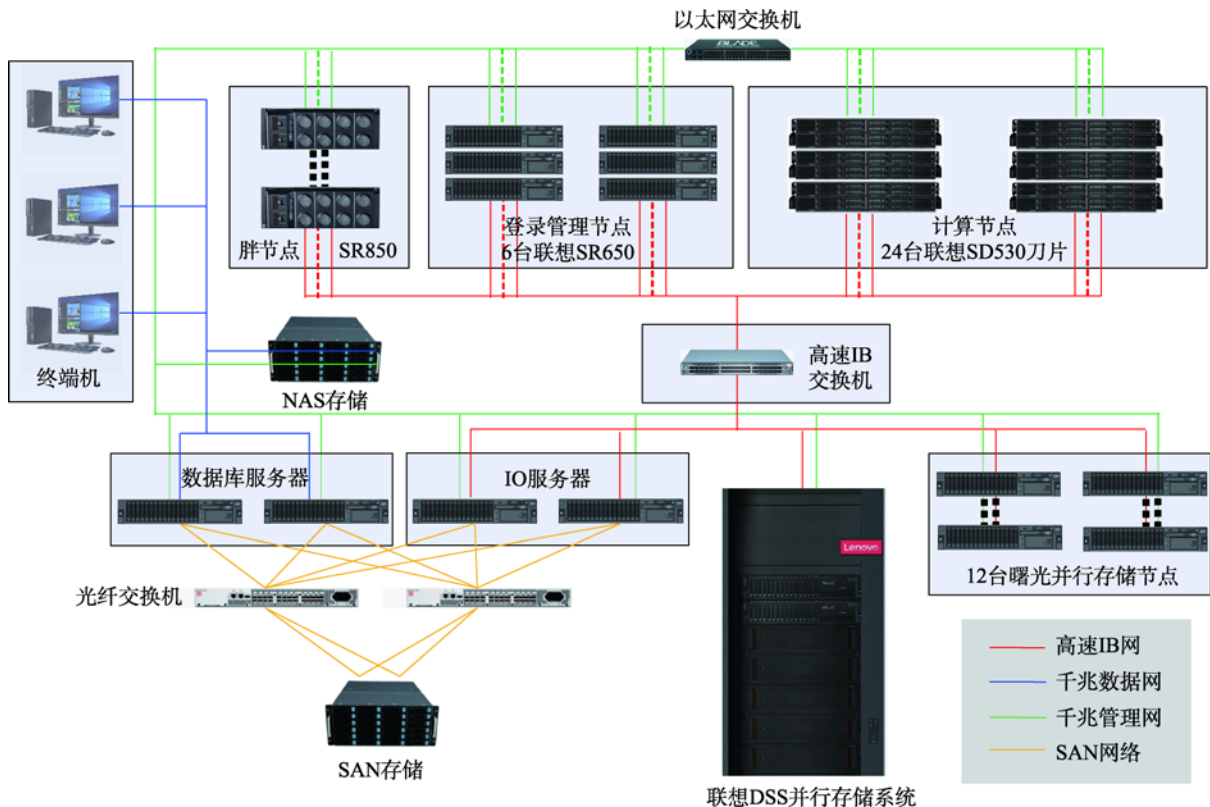 以太网交换机
BLADE
胖节点 SR850
登录管理节点
6台联想SR650
计算节点
24台联想SD530刀片
终端机
NAS存储
高速IB
交换机
数据库服务器
IO服务器
Lenovo
12台曙光并行存储节点
光纤交换机
SAN存储
联想DSS并行存储系统
高速IB网
千兆数据网
千兆管理网
SAN网络